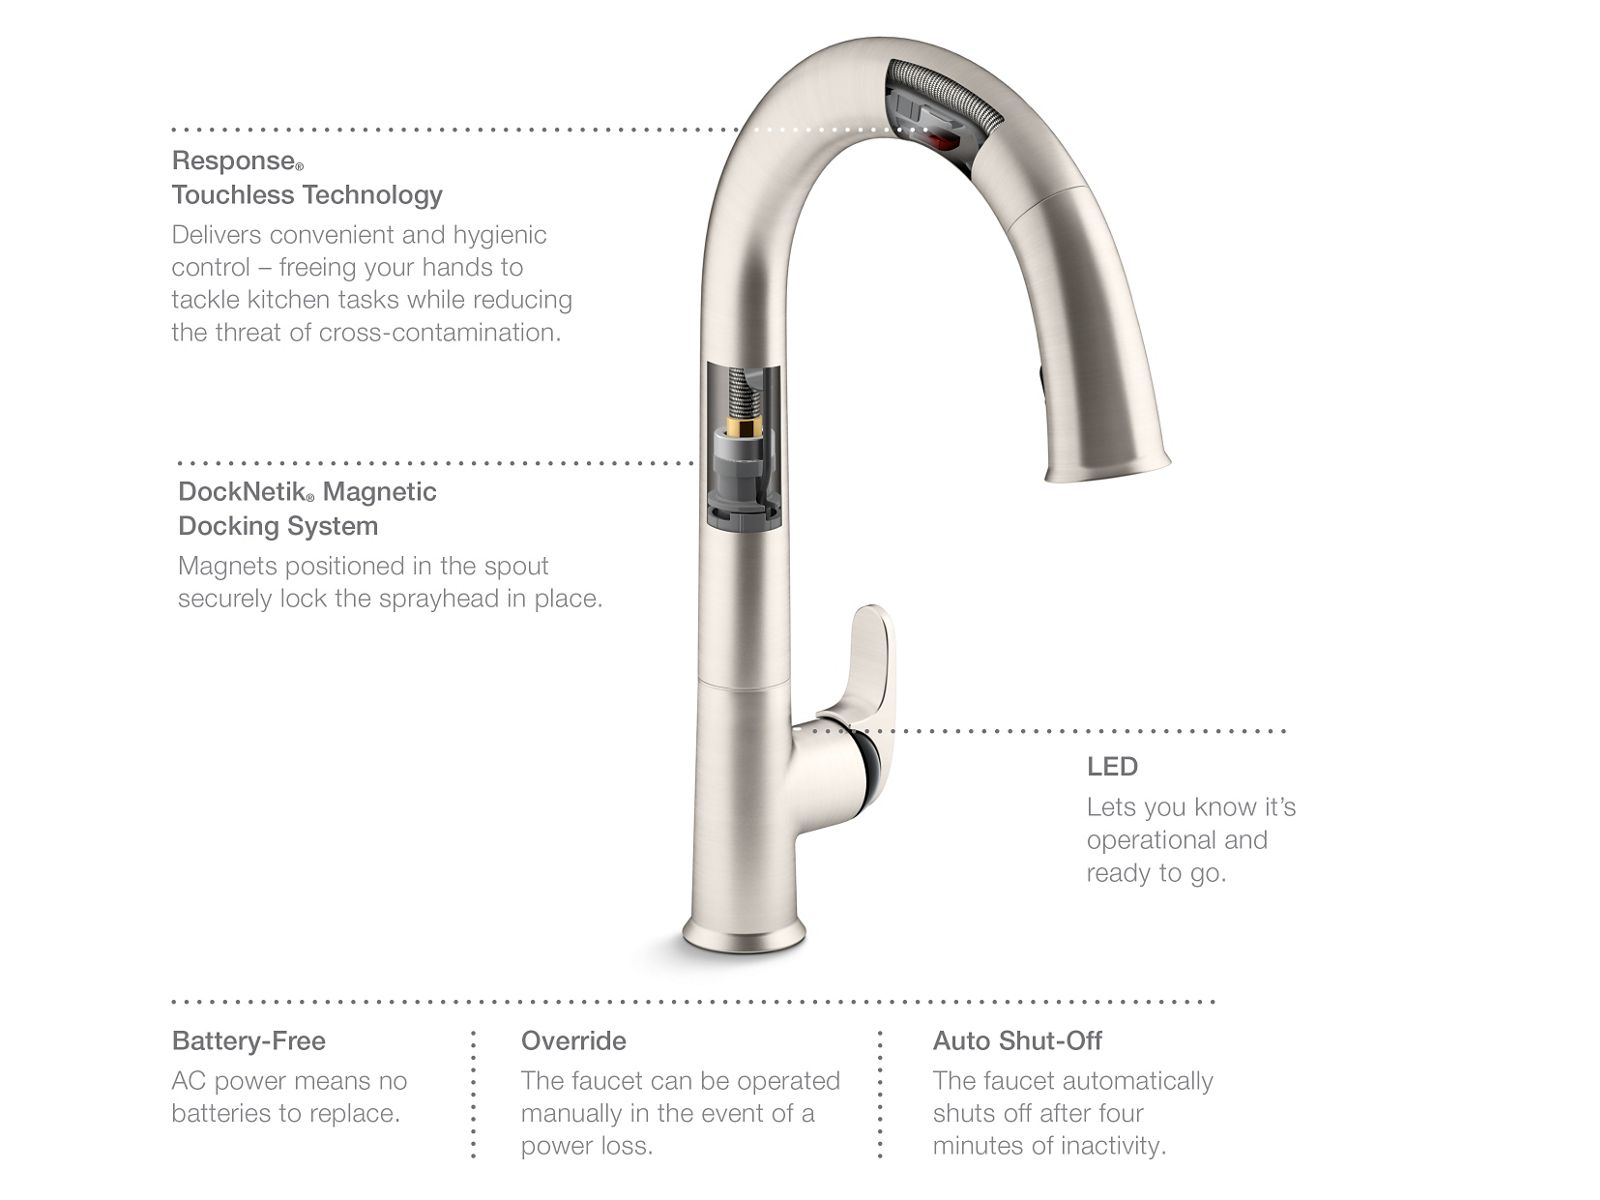 Response®
Touchless Technology
Delivers convenient and hygienic
control – freeing your hands to
tackle kitchen tasks while reducing
the threat of cross-contamination.
DockNetik® Magnetic
Docking System
Magnets positioned in the spout
securely lock the sprayhead in place.
LED
Lets you know it’s
operational and
ready to go.
Battery-Free
AC power means no
batteries to replace.
Override
The faucet can be operated
manually in the event of a
power loss.
Auto Shut-Off
The faucet automatically
shuts off after four
minutes of inactivity.